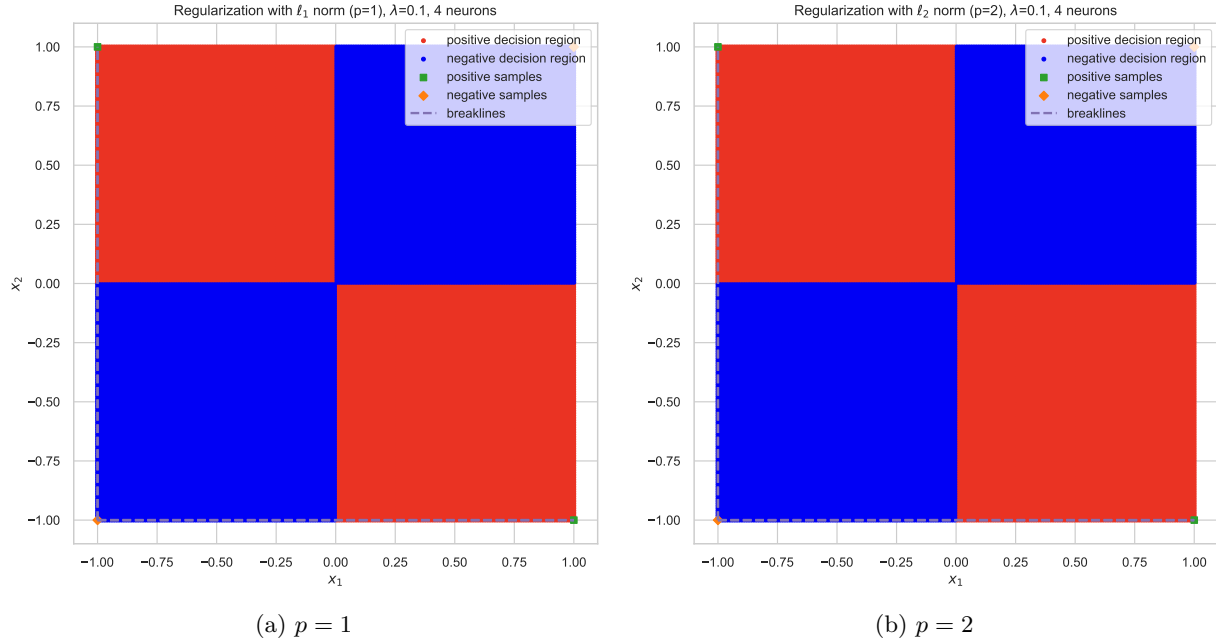 Regularization with ℓ₁ norm (p=1), λ=0.1, 4 neurons
positive decision region
negative decision region
positive samples
negative samples
breaklines
1.00
0.75
0.50
0.25
0.00
−0.25
−0.50
−0.75
−1.00
x₂
−1.00 −0.75 −0.50 −0.25 0.00 0.25 0.50 0.75 1.00
x₁
(a) p = 1
Regularization with ℓ₂ norm (p=2), λ=0.1, 4 neurons
positive decision region
negative decision region
positive samples
negative samples
breaklines
1.00
0.75
0.50
0.25
0.00
−0.25
−0.50
−0.75
−1.00
x₂
−1.00 −0.75 −0.50 −0.25 0.00 0.25 0.50 0.75 1.00
x₁
(b) p = 2